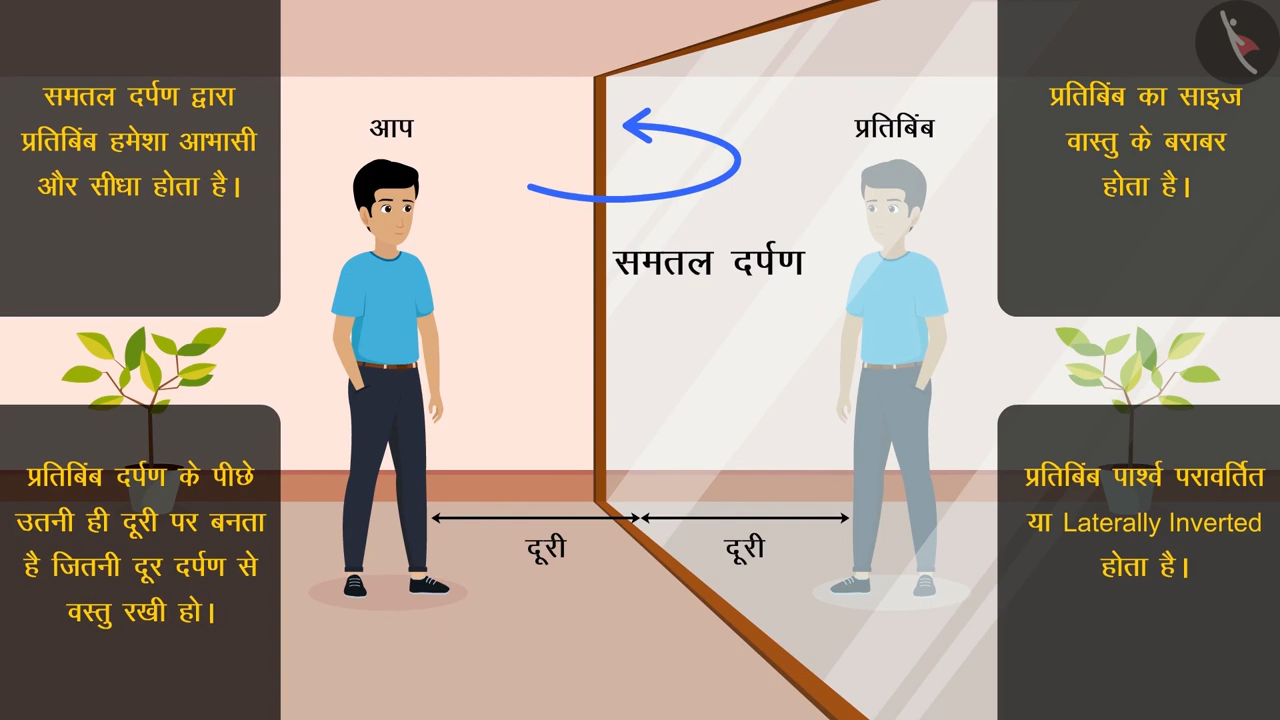 समतल दर्पण द्वारा
प्रतिबिंब हमेशा आभासी
और सीधा होता है।
आप
प्रतिबिंब
समतल दर्पण
प्रतिबिंब का साइज
वास्तु के बराबर
होता है।
प्रतिबिंब दर्पण के पीछे
उतनी ही दूरी पर बनता
है जितनी दूर दर्पण से
वस्तु रखी हो।
दूरी
दूरी
प्रतिबिंब पार्श्व परावर्तित
या Laterally Inverted
होता है।